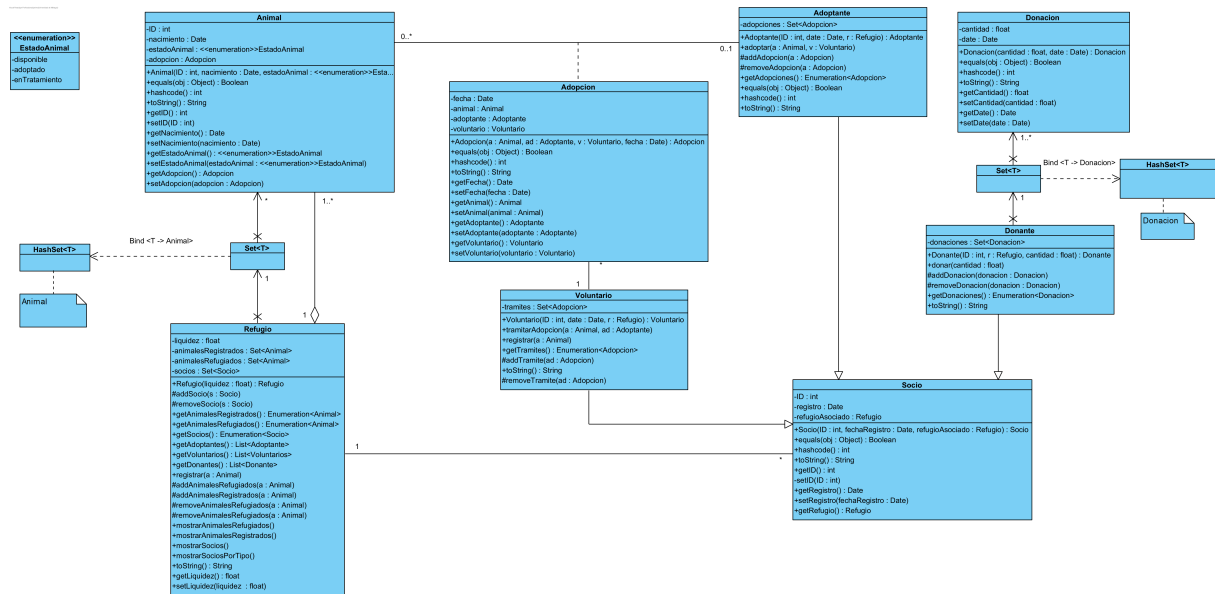 <<enumeration>>
EstadoAnimal
-disponible
-adoptado
-enTratamiento
Animal
-ID : int
-nacimiento : Date
-estadoAnimal : <<enumeration>>EstadoAnimal
-adopcion : Adopcion
+Animal(ID : int, nacimiento : Date, estadoAnimal : <<enumeration>>Esta...
+equals(obj : Object) : Boolean
+hashcode() : int
+toString() : String
+getID() : int
+setID(ID : int)
+getNacimiento() : Date
+setNacimiento(nacimiento : Date)
+getEstadoAnimal() : <<enumeration>>EstadoAnimal
+setEstadoAnimal(estadoAnimal : <<enumeration>>EstadoAnimal)
+getAdopcion() : Adopcion
+setAdopcion(adopcion : Adopcion)
0..*
0..1
Adoptante
-adopciones : Set<Adopcion>
+Adoptante(ID : int, date : Date, r : Refugio) : Adoptante
+adoptar(a : Animal, v : Voluntario)
#addAdopcion(a : Adopcion)
#removeAdopcion(a : Adopcion)
+getAdopciones() : Enumeration<Adopcion>
+equals(obj : Object) : Boolean
+hashcode() : int
+toString() : String
Donacion
-cantidad : float
-date : Date
+Donacion(cantidad : float, date : Date) : Donacion
+equals(obj : Object) : Boolean
+hashcode() : int
+toString() : String
+getCantidad() : float
+setCantidad(cantidad : float)
+getDate() : Date
+setDate(date : Date)
Adopcion
-fecha : Date
-animal : Animal
-adoptante : Adoptante
-voluntario : Voluntario
+Adopcion(a : Animal, ad : Adoptante, v : Voluntario, fecha : Date) : Adopcion
+equals(obj : Object) : Boolean
+hashcode() : int
+toString() : String
+getFecha() : Date
+setFecha(fecha : Date)
+getAnimal() : Animal
+setAnimal(animal : Animal)
+getAdoptante() : Adoptante
+setAdoptante(adoptante : Adoptante)
+getVoluntario() : Voluntario
+setVoluntario(voluntario : Voluntario)
1..*
Set<T>
Bind <T -> Donacion>
HashSet<T>
Donacion
1
Donante
-donaciones : Set<Donacion>
+Donante(ID : int, r : Refugio, cantidad : float) : Donante
+donar(cantidad : float)
#addDonacion(donacion : Donacion)
#removeDonacion(donacion : Donacion)
+getDonaciones() : Enumeration<Donacion>
+toString() : String
*
1..*
HashSet<T>
Bind <T -> Animal>
Set<T>
Animal
1
1
*
1
Voluntario
-tramites : Set<Adopcion>
+Voluntario(ID : int, date : Date, r : Refugio) : Voluntario
+tramitarAdopcion(a : Animal, ad : Adoptante)
+registrar(a : Animal)
+getTramites() : Enumeration<Adopcion>
#addTramite(ad : Adopcion)
+toString() : String
#removeTramite(ad : Adopcion)
Refugio
-liquidez : float
-animalesRegistrados : Set<Animal>
-animalesRefugiados : Set<Animal>
-socios : Set<Socio>
+Refugio(liquidez : float) : Refugio
#addSocio(s : Socio)
#removeSocio(s : Socio)
+getAnimalesRegistrados() : Enumeration<Animal>
+getAnimalesRefugiados() : Enumeration<Animal>
+getSocios() : Enumeration<Socio>
+getAdoptantes() : List<Adoptante>
+getVoluntarios() : List<Voluntarios>
+getDonantes() : List<Donante>
+registrar(a : Animal)
#addAnimalesRefugiados(a : Animal)
#addAnimalesRegistrados(a : Animal)
#removeAnimalesRefugiados(a : Animal)
#removeAnimalesRefugiados(a : Animal)
+mostrarAnimalesRefugiados()
+mostrarAnimalesRegistrados()
+mostrarSocios()
+mostrarSociosPorTipo()
+toString() : String
+getLiquidez() : float
+setLiquidez(liquidez : float)
1
*
Socio
-ID : int
-registro : Date
-refugioAsociado : Refugio
+Socio(ID : int, fechaRegistro : Date, refugioAsociado : Refugio) : Socio
+equals(obj : Object) : Boolean
+hashcode() : int
+toString() : String
+getID() : int
-setID(ID : int)
+getRegistro() : Date
+setRegistro(fechaRegistro : Date)
+getRefugio() : Refugio